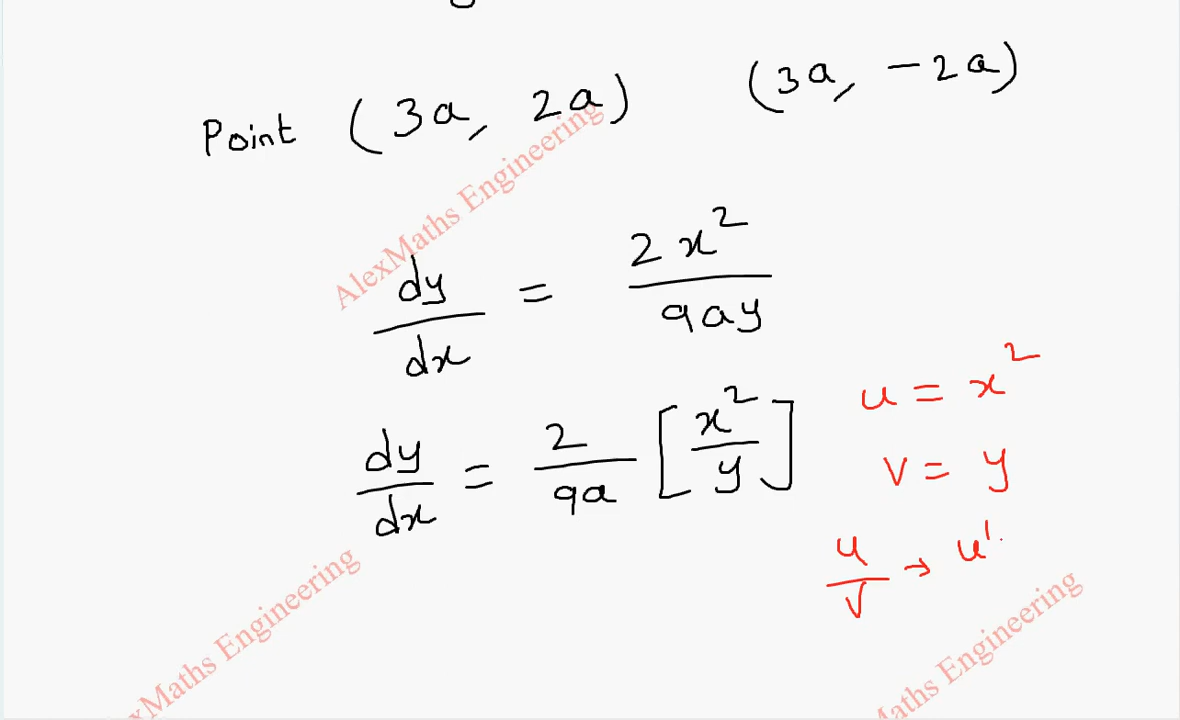 Point (3a, 2a) (3a, -2a)
dy/dx = 2x²/9ay
u = x²
dy/dx = 2/9a [x²/y]
v = y
u/v → u'
AlexMaths Engineering
AlexMaths Engineering
Maths Engineering